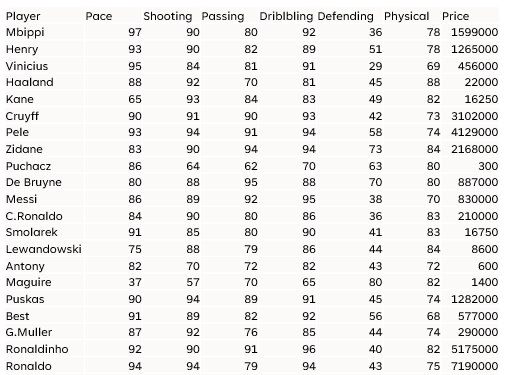 Player Pace Shooting Passing Driblbling Defending Physical Price
Mbippi 97 90 80 92 36 78 1599000
Henry 93 90 82 89 51 78 1265000
Vinicius 95 84 81 91 29 69 456000
Haaland 88 92 70 81 45 88 22000
Kane 65 93 84 83 49 82 16250
Cruyff 90 91 90 93 42 73 3102000
Pele 93 94 91 94 58 74 4129000
Zidane 83 90 94 94 73 84 2168000
Puchacz 86 64 62 70 63 80 300
De Bruyne 80 88 95 88 70 80 887000
Messi 86 89 92 95 38 70 830000
C.Ronaldo 84 90 80 86 36 83 210000
Smolarek 91 85 80 90 41 83 16750
Lewandowski 75 88 79 86 44 84 8600
Antony 82 70 72 82 43 72 600
Maguire 37 57 70 65 80 82 1400
Puskas 90 94 89 91 45 74 1282000
Best 91 89 82 92 56 68 577000
G.Muller 87 92 76 85 44 74 290000
Ronaldinho 92 90 91 96 40 82 5175000
Ronaldo 94 94 79 94 43 75 7190000